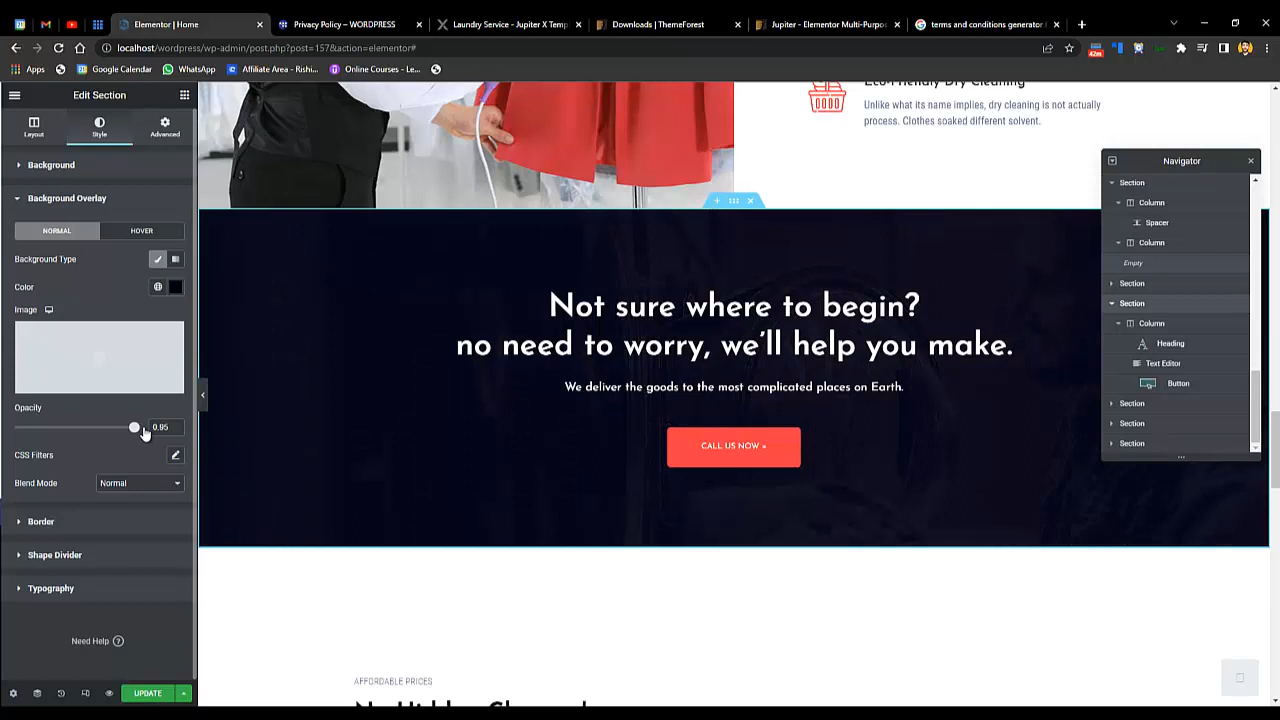 Elementor | Home
Privacy Policy – WORDPRESS
Laundry Service - Jupiter X Temp
Downloads | ThemeForest
Jupiter - Elementor Multi-Purpos
terms and conditions generator
localhost/wordpress/wp-admin/post.php?post=157&action=elementor#
Apps
Google Calendar
WhatsApp
Affiliate Area - Rishi...
Online Courses - Le...
42m
Edit Section
Layout
Style
Advanced
Background
Background Overlay
NORMAL
HOVER
Background Type
Color
Image
Opacity
0.95
CSS Filters
Blend Mode
Normal
Border
Shape Divider
Typography
Need Help
UPDATE
Eco-Friendly Dry Cleaning
Unlike what its name implies, dry cleaning is not actually
process. Clothes soaked different solvent.
Not sure where to begin?
no need to worry, we'll help you make.
We deliver the goods to the most complicated places on Earth.
CALL US NOW »
AFFORDABLE PRICES
Navigator
Section
Column
Spacer
Column
Empty
Section
Section
Column
Heading
Text Editor
Button
Section
Section
Section